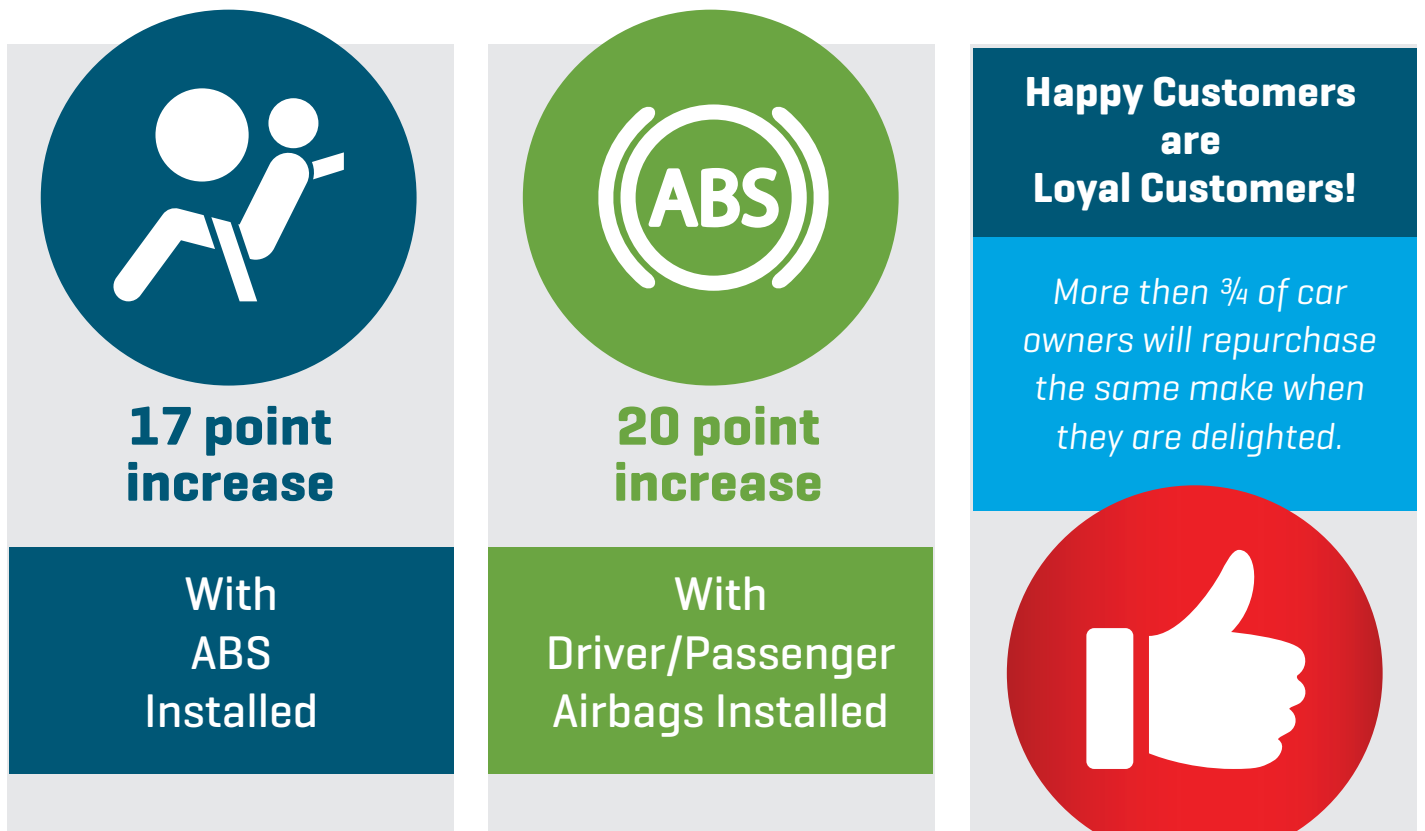 17 point
increase
With
ABS
Installed
ABS
20 point
increase
With
Driver/Passenger
Airbags Installed
Happy Customers
are
Loyal Customers!
More then ¾ of car
owners will repurchase
the same make when
they are delighted.